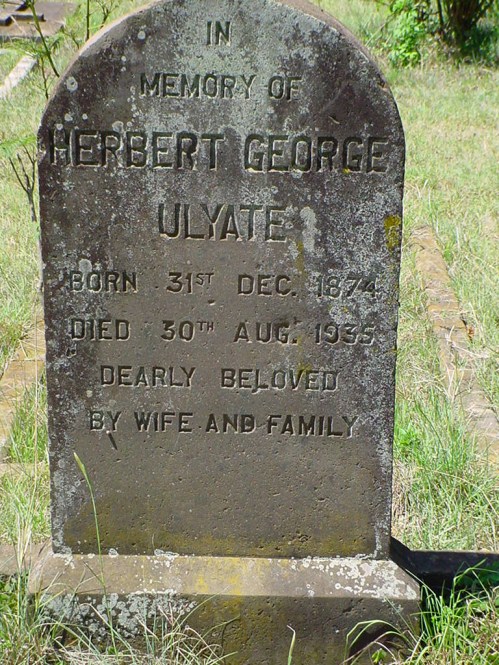 IN
MEMORY OF
HERBERT GEORGE
ULYATE
BORN 31ST DEC. 1874
DIED 30TH AUG. 1935
DEARLY BELOVED
BY WIFE AND FAMILY